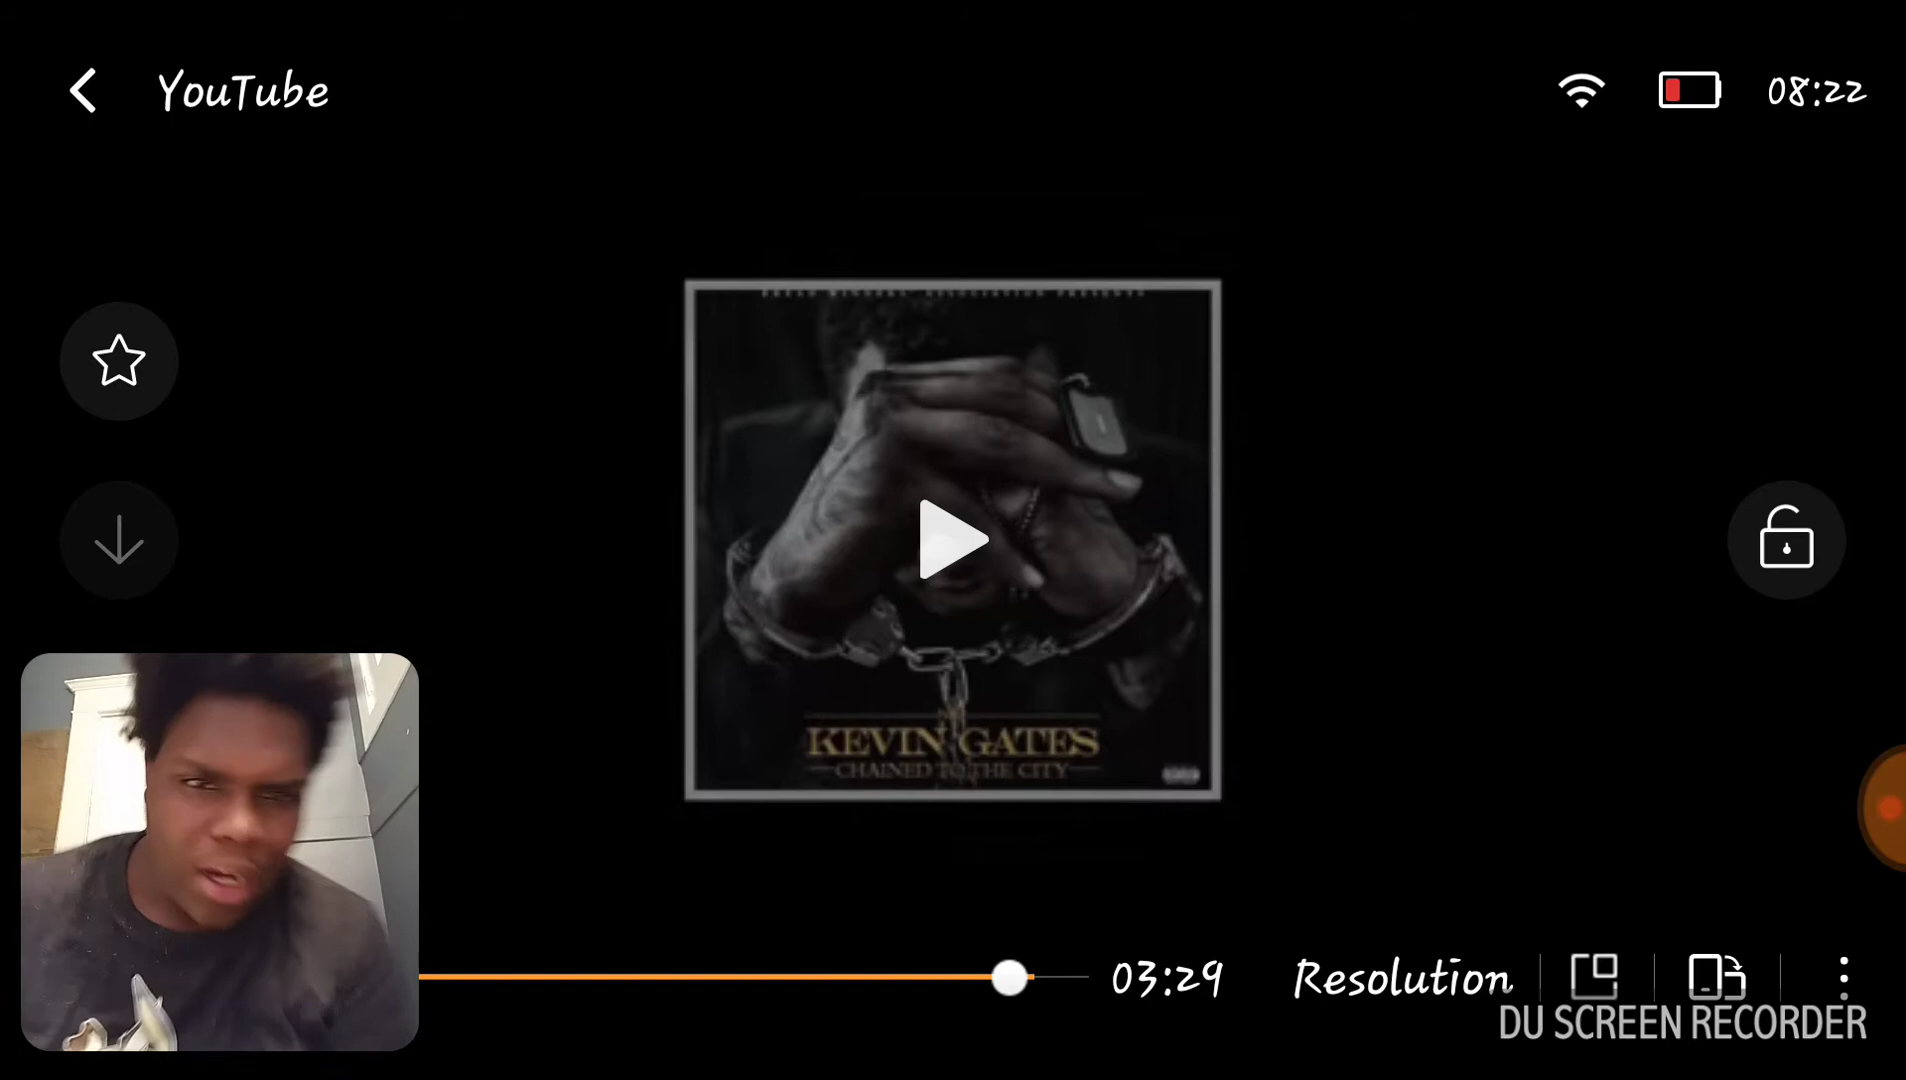 YouTube
08:22
KEVIN GATES
CHAINED TO THE CITY
03:29
Resolution
DU SCREEN RECORDER